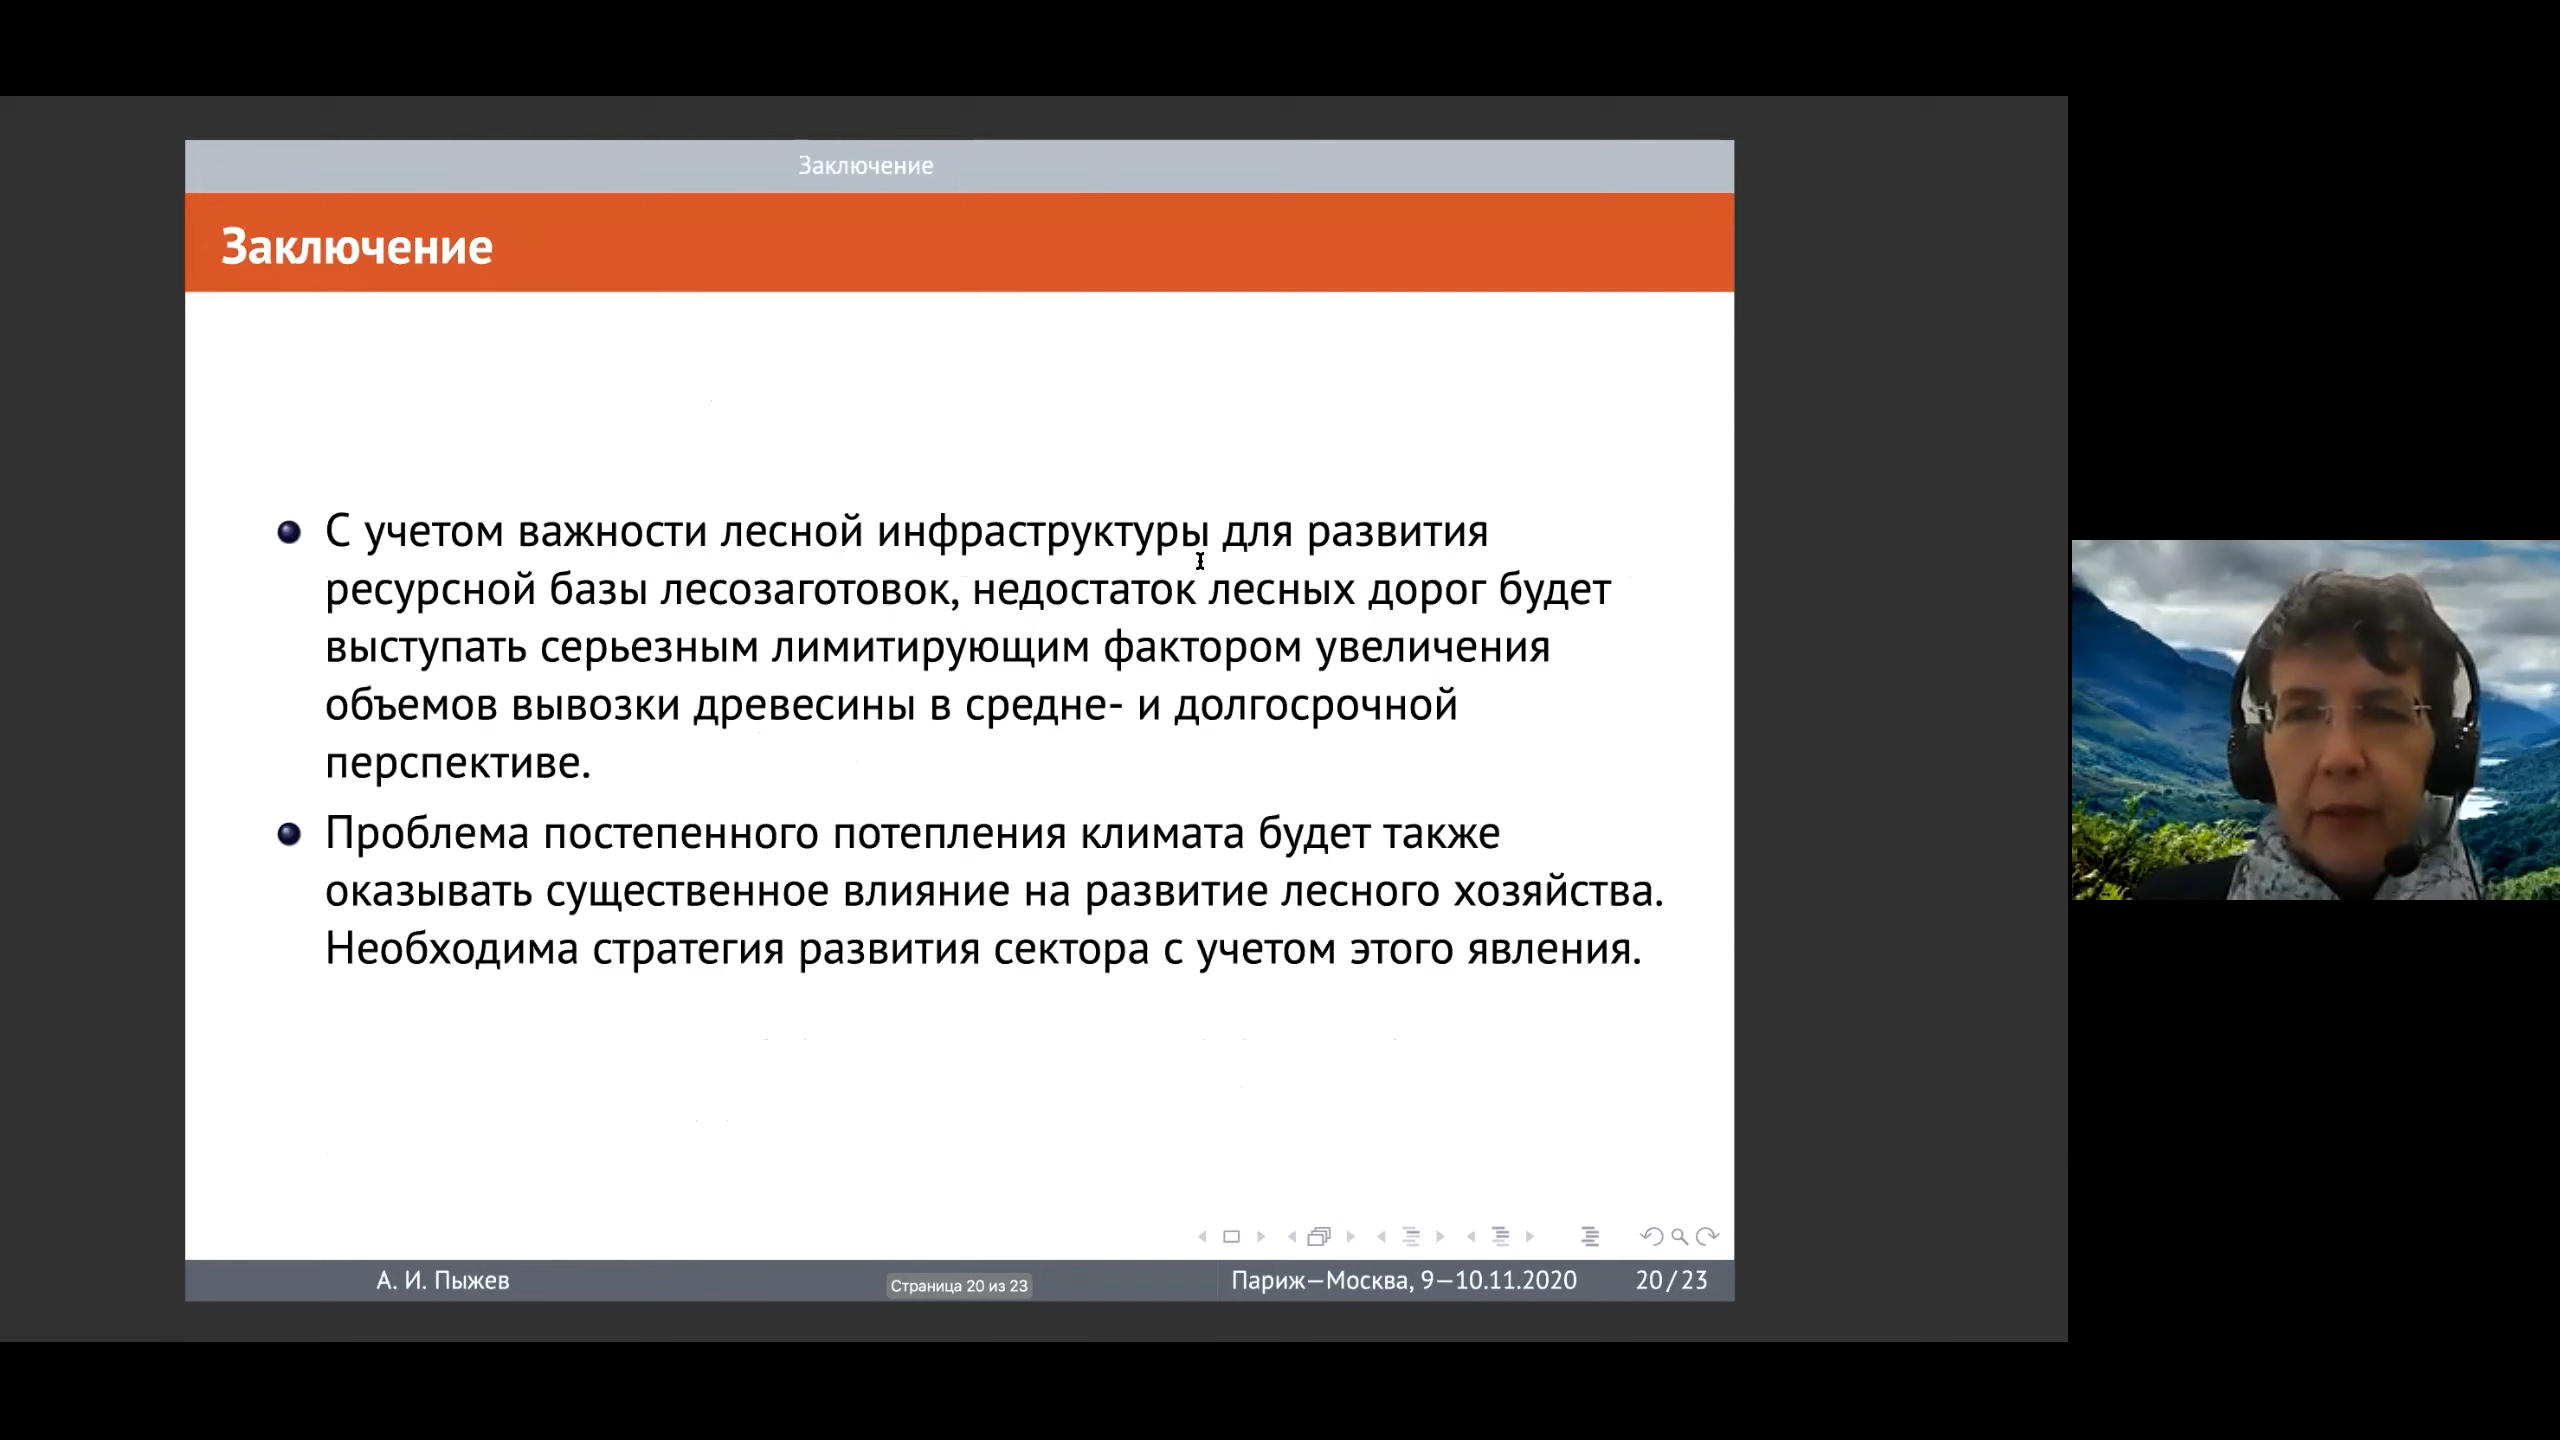 Заключение
Заключение
С учетом важности лесной инфраструктуры для развития
ресурсной базы лесозаготовок, недостаток лесных дорог будет
выступать серьезным лимитирующим фактором увеличения
объемов вывозки древесины в средне- и долгосрочной
перспективе.
Проблема постепенного потепления климата будет также
оказывать существенное влияние на развитие лесного хозяйства.
Необходима стратегия развития сектора с учетом этого явления.
А. И. Пыжев
Страница 20 из 23
Париж—Москва, 9—10.11.2020
20/23